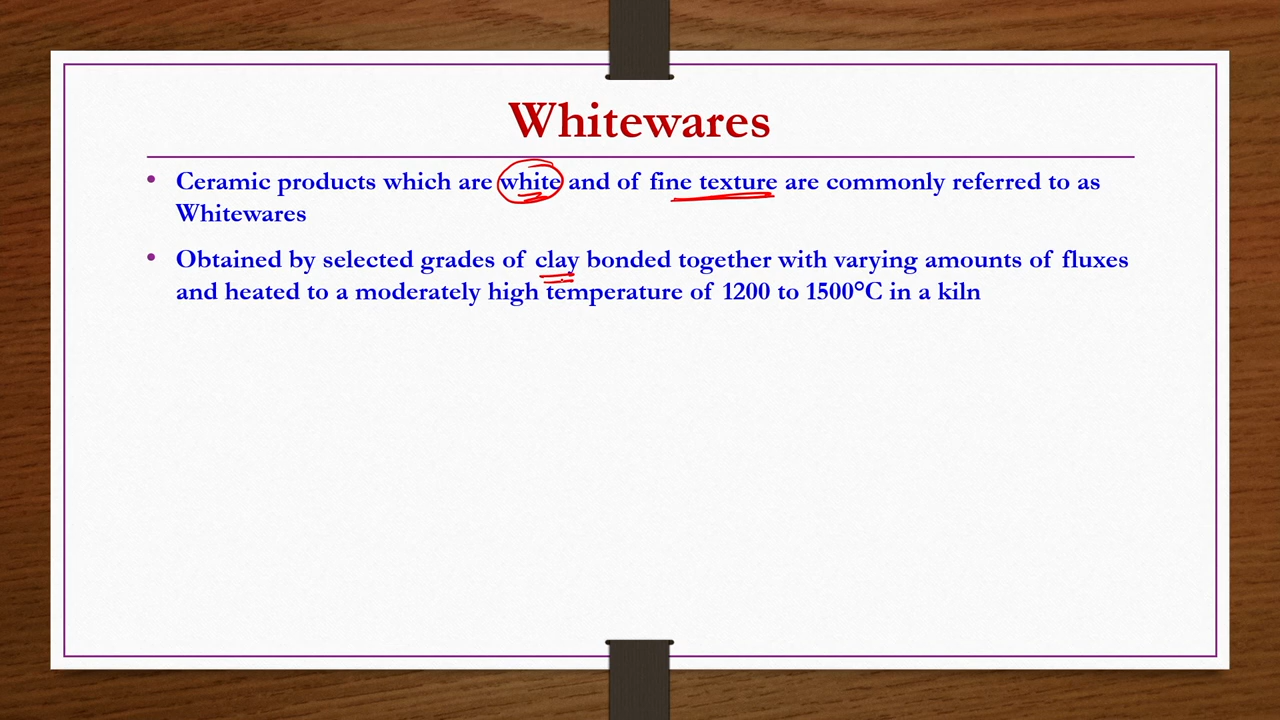 Whitewares
• Ceramic products which are white and of fine texture are commonly referred to as
Whitewares
• Obtained by selected grades of clay bonded together with varying amounts of fluxes
and heated to a moderately high temperature of 1200 to 1500°C in a kiln